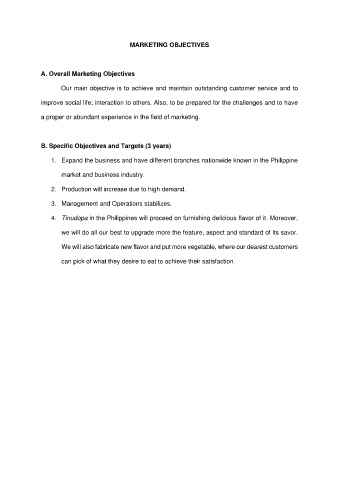 MARKETING OBJECTIVES
A. Overall Marketing Objectives
Our main objective is to achieve and maintain outstanding customer service and to
improve social life; interaction to others. Also, to be prepared for the challenges and to have
a proper or abundant experience in the field of marketing.
B. Specific Objectives and Targets (3 years)
1. Expand the business and have different branches nationwide known in the Philippine
market and business industry.
2. Production will increase due to high demand.
3. Management and Operations stabilizes.
4. Tinudops in the Philippines will proceed on furnishing delicious flavor of it. Moreover,
we will do all our best to upgrade more the feature, aspect and standard of its savor.
We will also fabricate new flavor and put more vegetable, where our dearest customers
can pick of what they desire to eat to achieve their satisfaction.